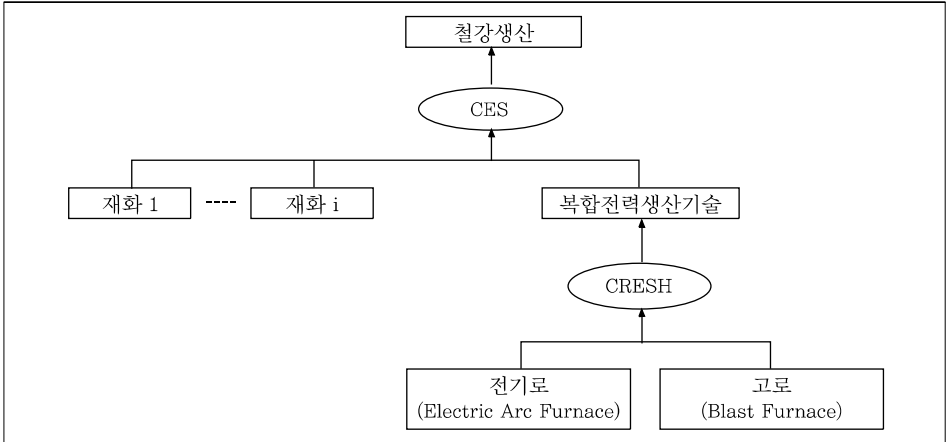 철강생산
CES
재화 1
재화 i
복합전력생산기술
CRESH
전기로
(Electric Arc Furnace)
고로
(Blast Furnace)